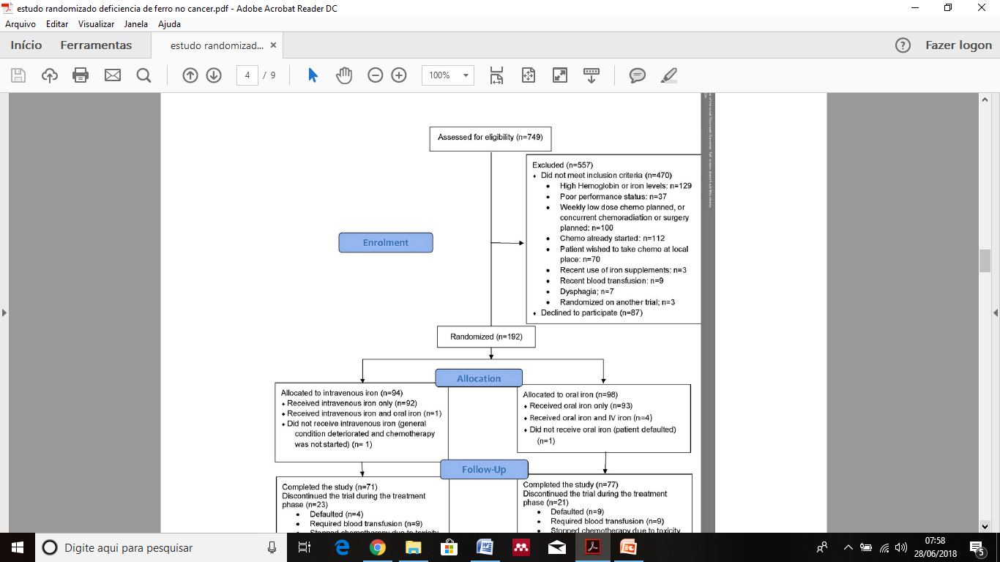 estudo randomizado deficiencia de ferro no cancer.pdf - Adobe Acrobat Reader DC
Arquivo Editar Visualizar Janela Ajuda
Início Ferramentas estudo randomizad... × Fazer logon
4 / 9 100%
Assessed for eligibility (n=749)
Excluded (n=557)
Did not meet inclusion criteria (n=470)
• High Hemoglobin or iron levels: n=129
• Poor performance status: n=37
• Weekly low dose chemo planned, or
concurrent chemoradiation or surgery
planned: n=100
• Chemo already started: n=112
• Patient wished to take chemo at local
place: n=70
• Recent use of iron supplements: n=3
• Recent blood transfusion: n=9
• Dysphagia; n=7
• Randomized on another trial; n=3
Declined to participate (n=87)
Enrolment
Randomized (n=192)
Allocation
Allocated to intravenous iron (n=94)
Received intravenous iron only (n=92)
Received intravenous iron and oral iron (n=1)
Did not receive intravenous iron (general
condition deteriorated and chemotherapy
was not started) (n= 1)
Allocated to oral iron (n=98)
Received oral iron only (n=93)
Received oral iron and IV iron (n=4)
Did not receive oral iron (patient defaulted)
(n=1)
Follow-Up
Completed the study (n=71)
Discontinued the trial during the treatment
phase (n=23)
• Defaulted (n=4)
• Required blood transfusion (n=9)
• Stopped chemotherapy due to toxicity
Completed the study (n=77)
Discontinued the trial during the treatment
phase (n=21)
• Defaulted (n=9)
• Required blood transfusion (n=9)
• Stopped chemotherapy due to toxicity
Digite aqui para pesquisar
07:58
28/06/2018
5